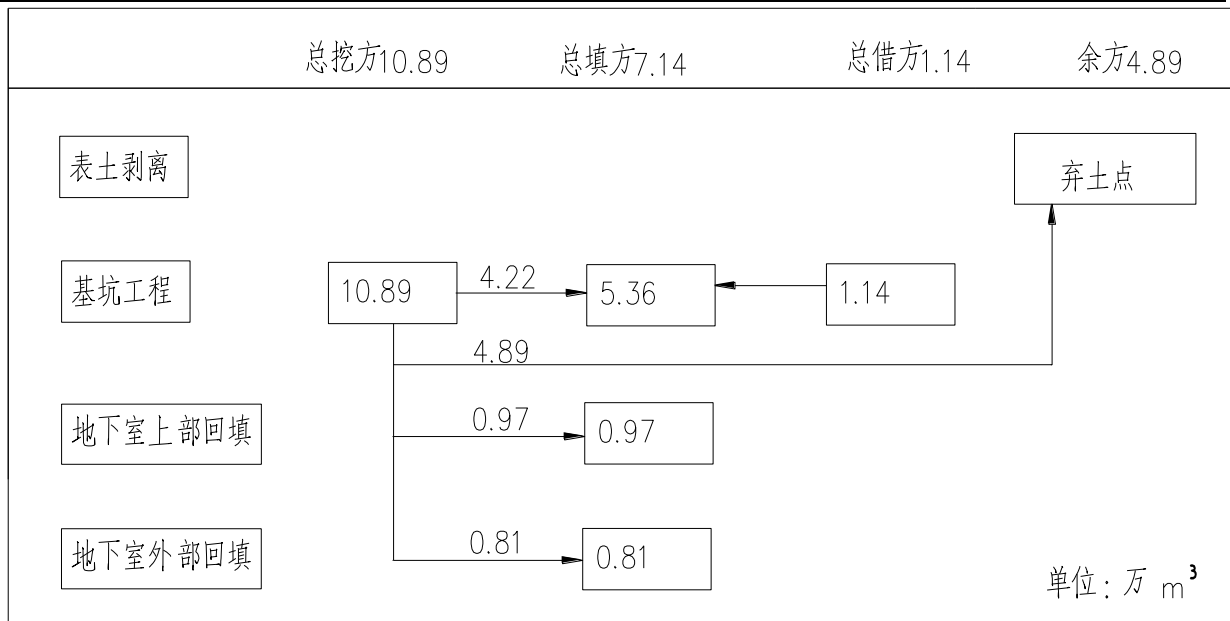 总挖方10.89 总填方7.14 总借方1.14 余方4.89
表土剥离
弃土点
基坑工程
10.89
4.22
5.36
1.14
4.89
地下室上部回填
0.97
0.97
地下室外部回填
0.81
0.81
单位：万 m³